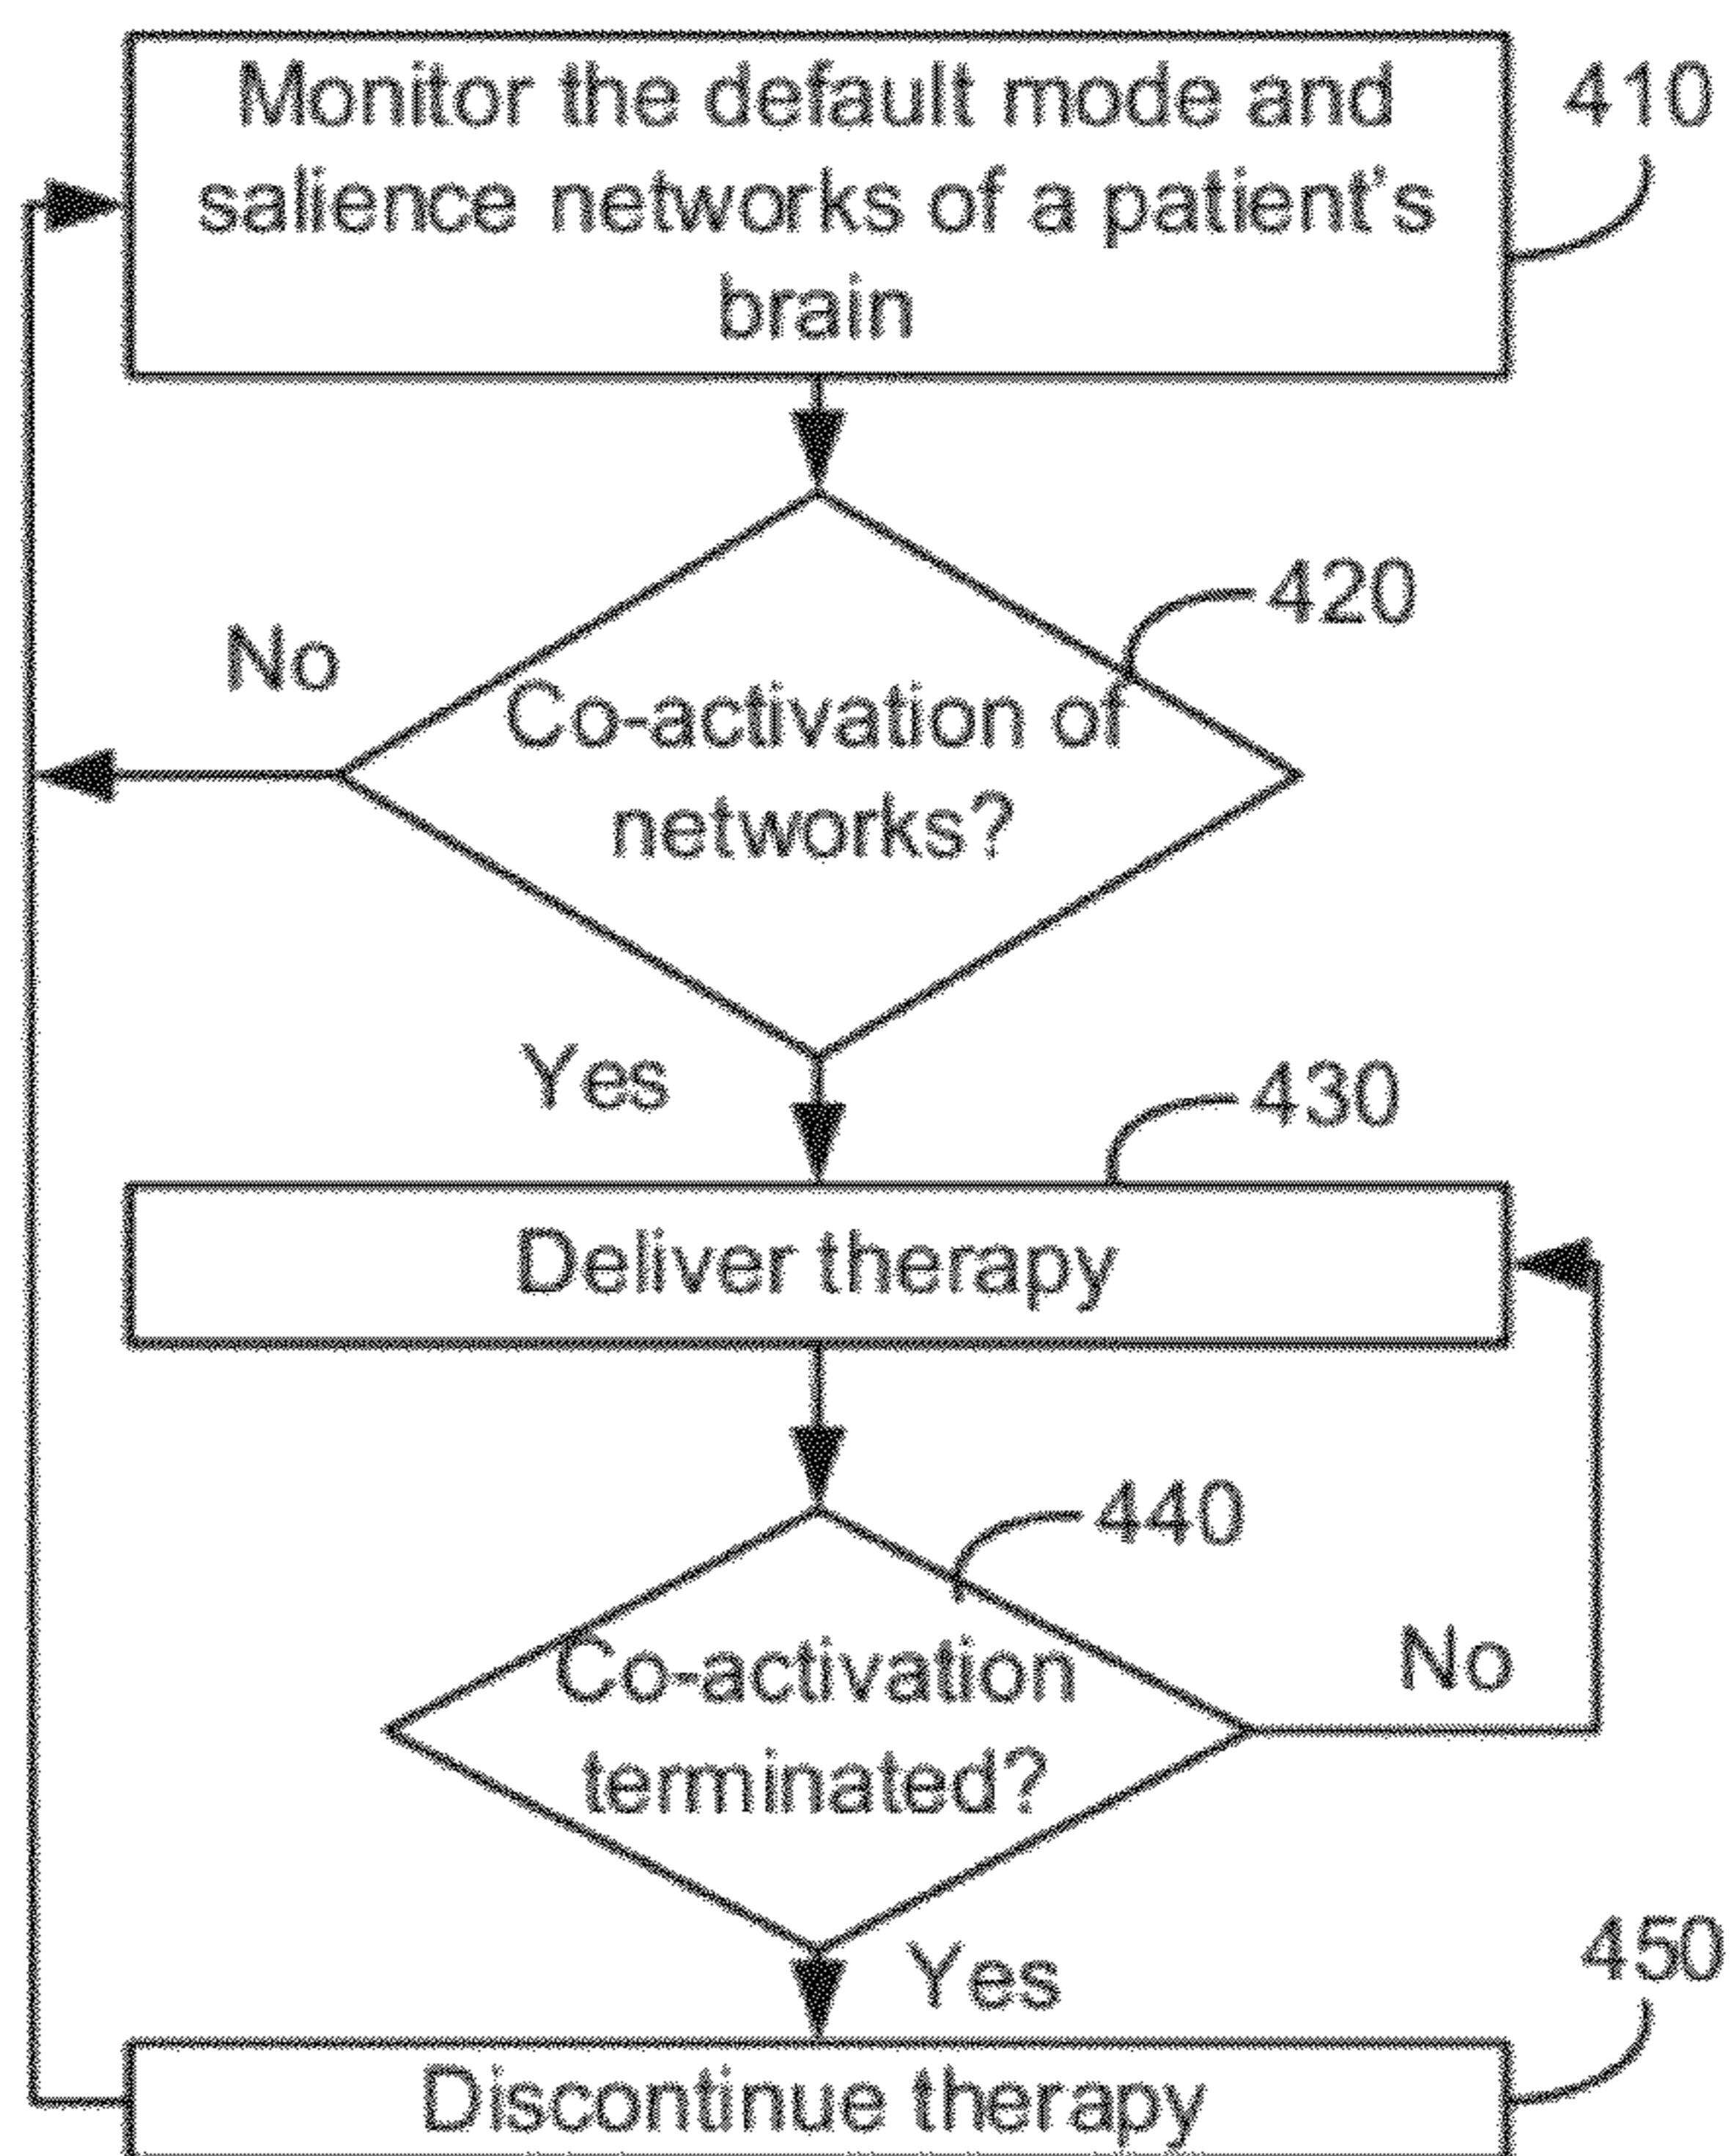 Monitor the default mode and
salience networks of a patient's
brain
410
420
No
Co-activation of
networks?
Yes
430
Deliver therapy
440
Co-activation
terminated?
No
Yes
450
Discontinue therapy